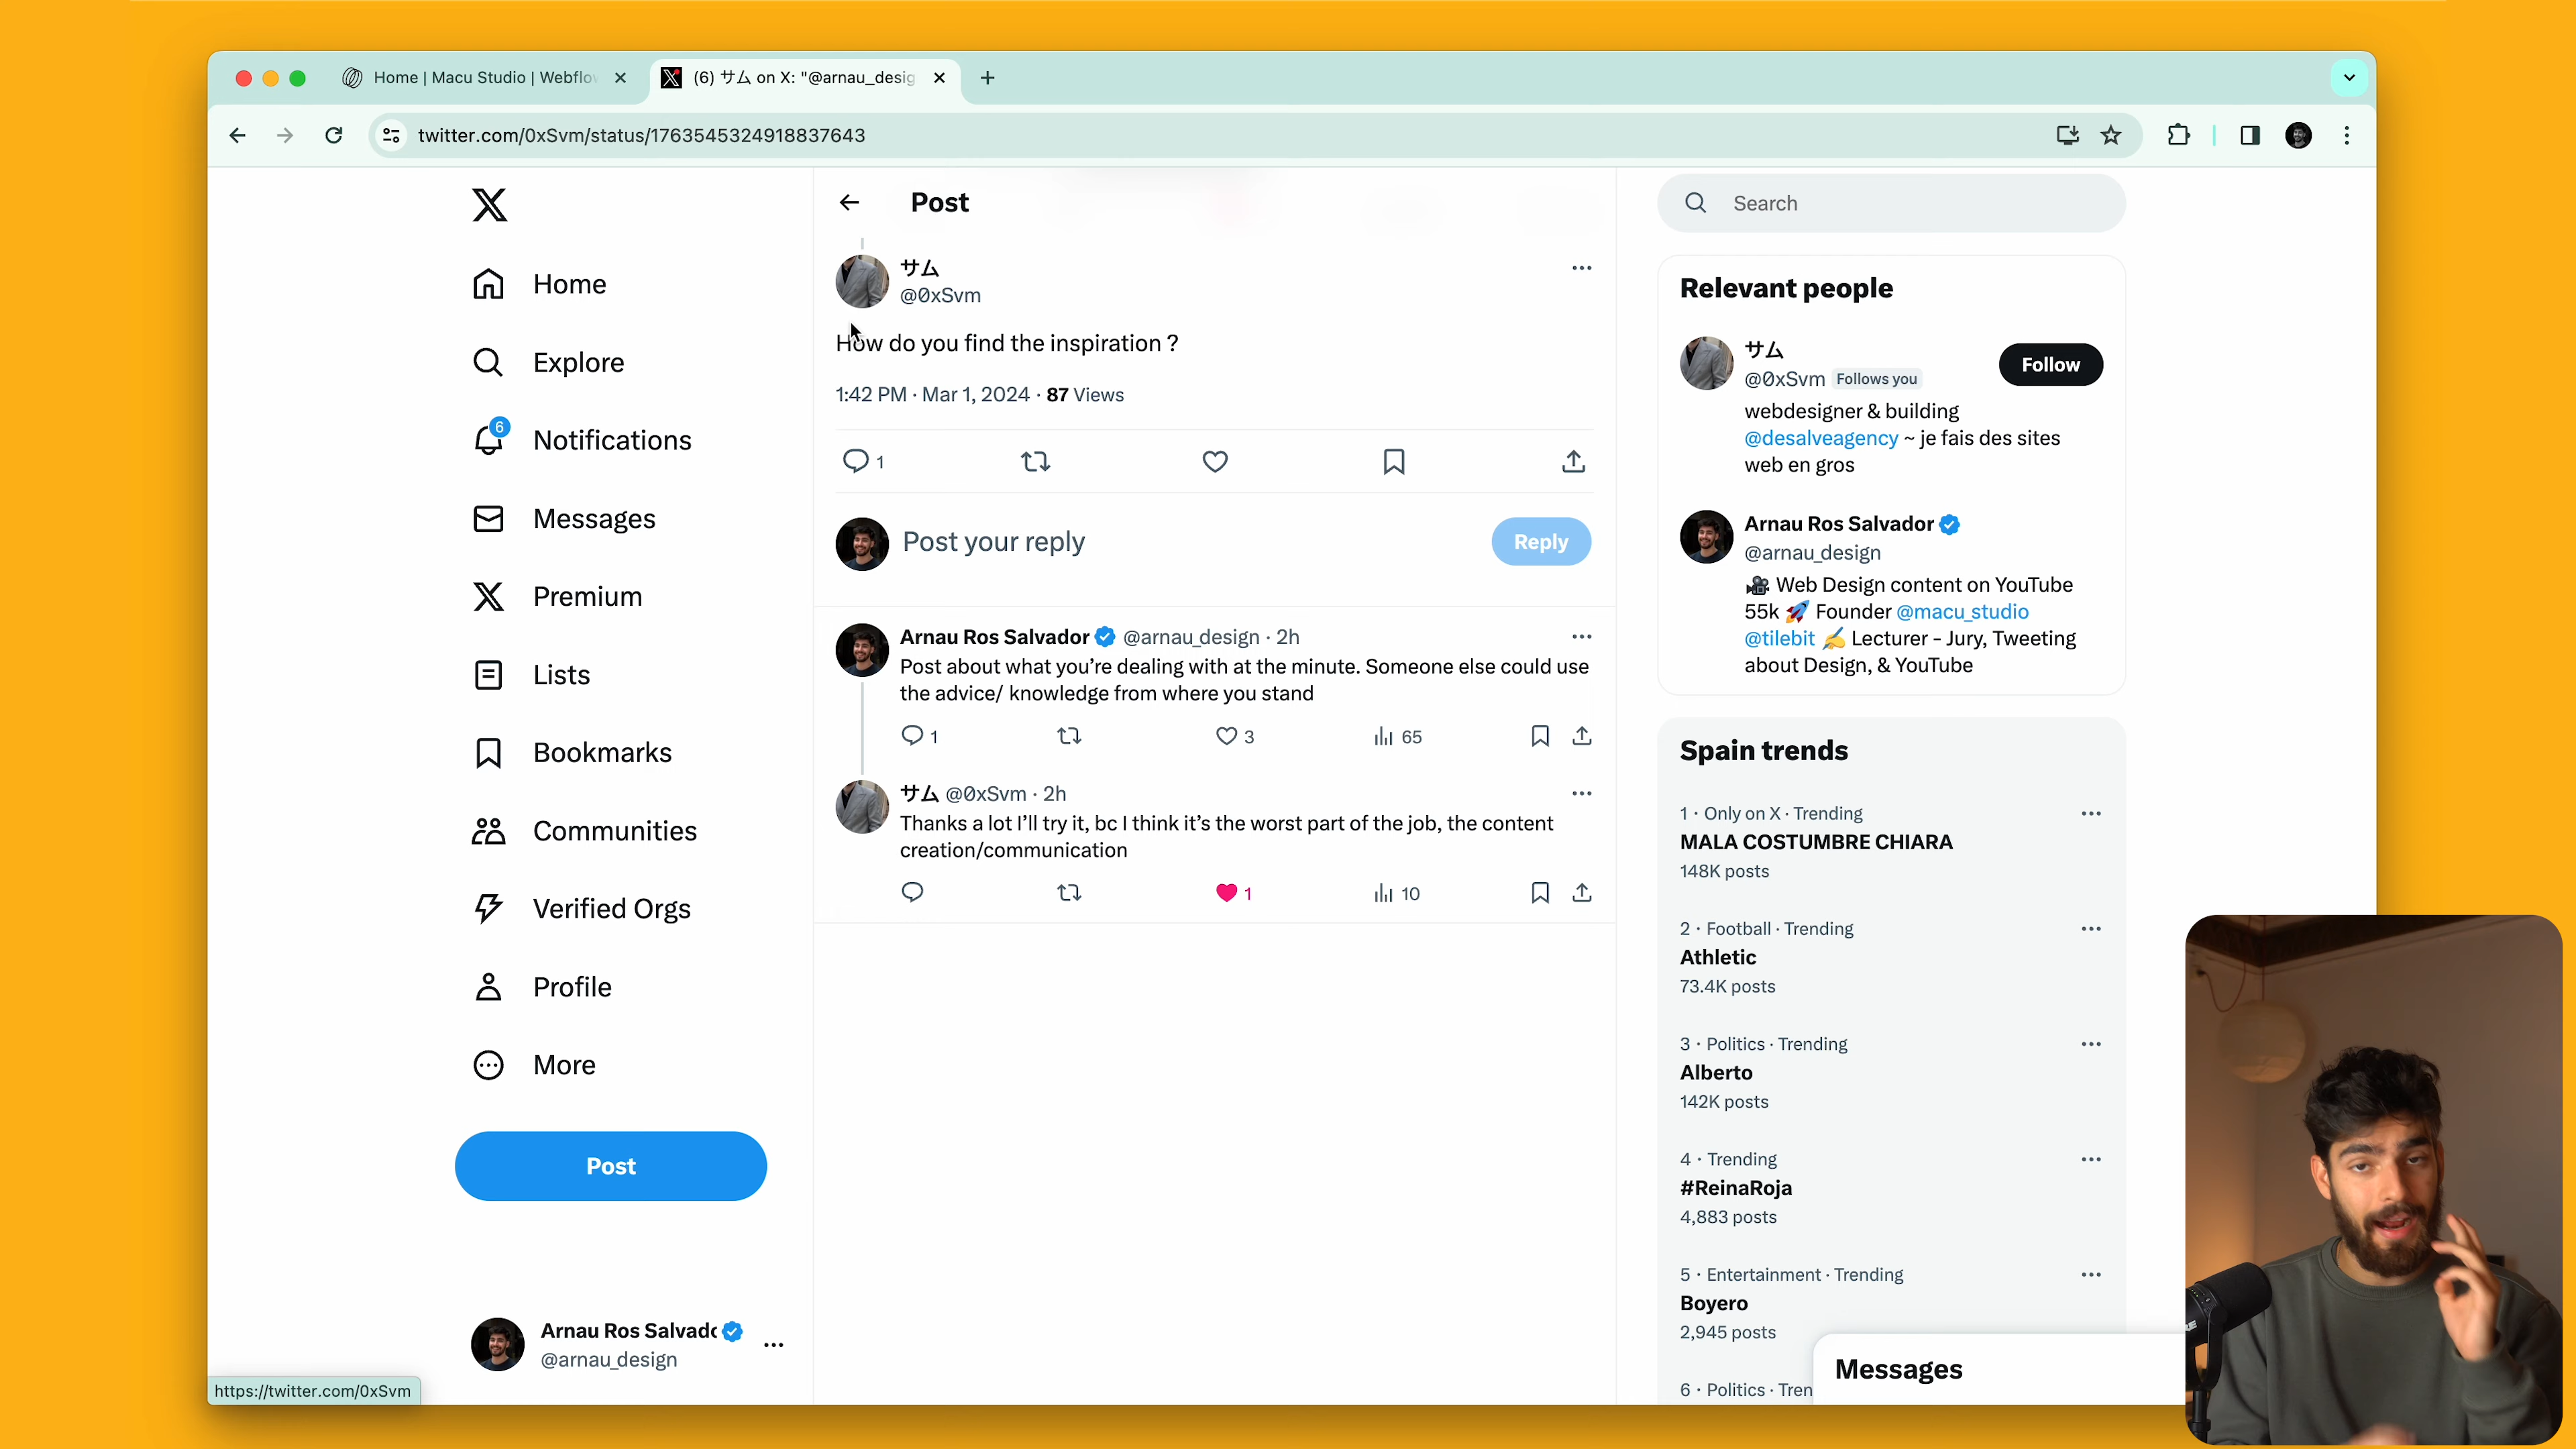 Home | Macu Studio | Webflow
(6) サム on X: "@arnau_desig
twitter.com/0xSvm/status/1763545324918837643
Home
Explore
6
Notifications
Messages
Premium
Lists
Bookmarks
Communities
Verified Orgs
Profile
More
Post
Arnau Ros Salvador
@arnau_design
https://twitter.com/0xSvm
Post
サム
@0xSvm
How do you find the inspiration ?
1:42 PM · Mar 1, 2024 · 87 Views
1
Post your reply
Reply
Arnau Ros Salvador @arnau_design · 2h
Post about what you’re dealing with at the minute. Someone else could use
the advice/ knowledge from where you stand
1 3 65
サム @0xSvm · 2h
Thanks a lot I’ll try it, bc I think it’s the worst part of the job, the content
creation/communication
1 10
Search
Relevant people
サム
@0xSvm Follows you
Follow
webdesigner & building
@desalveagency ~ je fais des sites
web en gros
Arnau Ros Salvador
@arnau_design
🎥 Web Design content on YouTube
55k 🚀 Founder @macu_studio
@tilebit ✍️ Lecturer - Jury, Tweeting
about Design, & YouTube
Spain trends
1 · Only on X · Trending
MALA COSTUMBRE CHIARA
148K posts
2 · Football · Trending
Athletic
73.4K posts
3 · Politics · Trending
Alberto
142K posts
4 · Trending
#ReinaRoja
4,883 posts
5 · Entertainment · Trending
Boyero
2,945 posts
6 · Politics · Tren
Messages